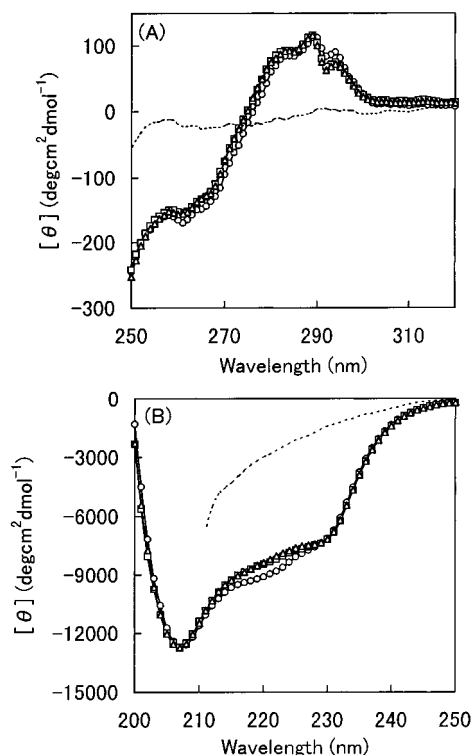 (A)
[θ] (degcm²dmol⁻¹)
100
0
-100
-200
-300
250 270 290 310
Wavelength (nm)
(B)
[θ] (degcm²dmol⁻¹)
0
-3000
-6000
-9000
-12000
-15000
200 210 220 230 240 250
Wavelength (nm)